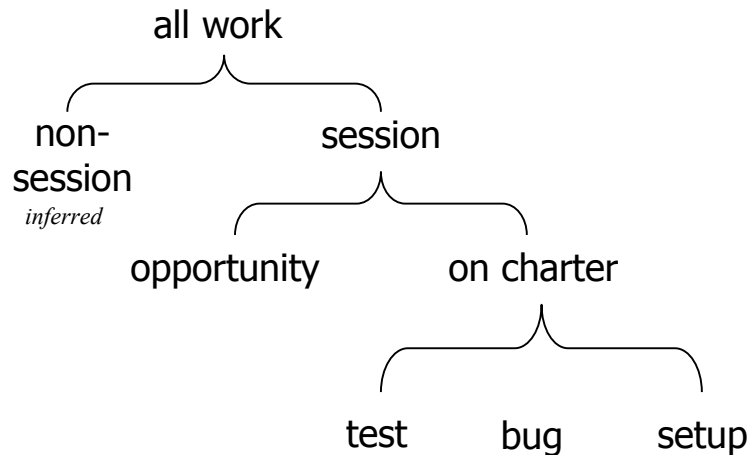 all work
non-
session
session
inferred
opportunity
on charter
test
bug
setup